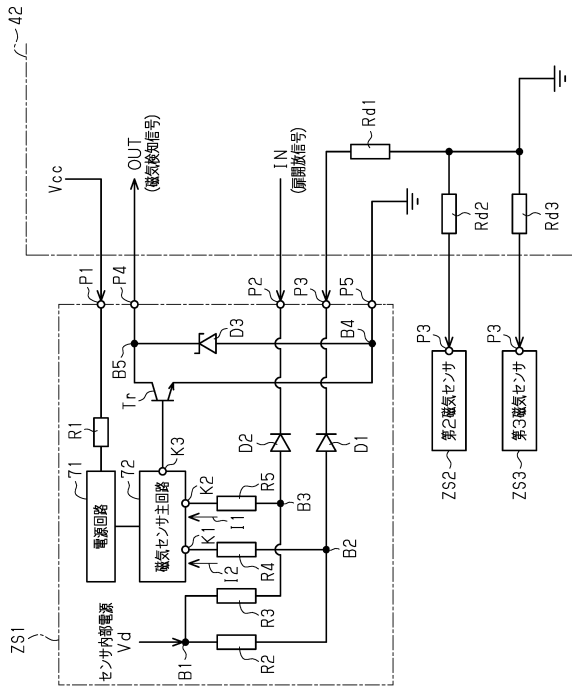 42
Vcc
OUT
(磁気検知信号)
IN
(扉開放信号)
Rd1
Rd2
Rd3
P1
P4
P2
P3
P5
P3
P3
D3
B4
B5
Tr
R1
71
電源回路
72
磁気センサ主回路
K3
K2
K1
D2
D1
R5
I1
B3
I2
R4
B2
R3
R2
B1
センサ内部電源
Vd
ZS1
第2磁気センサ
ZS2
第3磁気センサ
ZS3